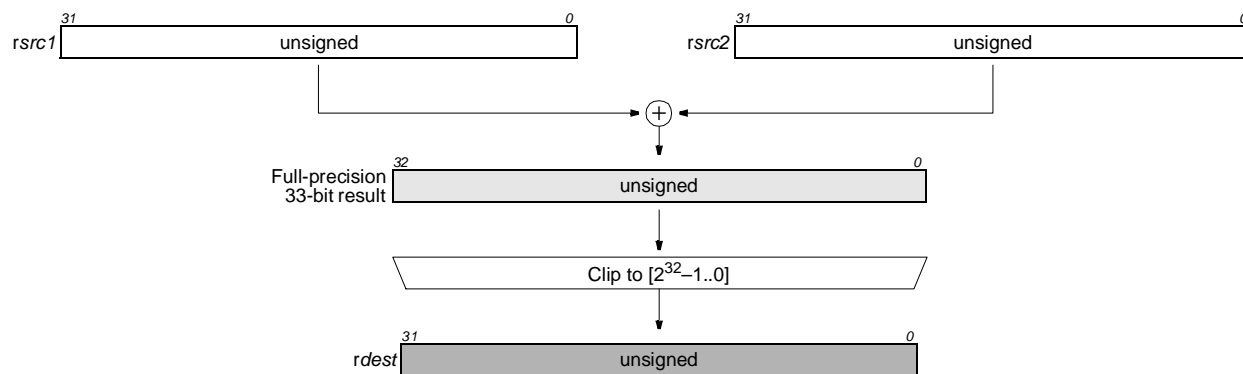 31 0 31 0
rsrc1 unsigned rsrc2 unsigned
+
32 0
Full-precision
33-bit result
unsigned
Clip to [2³²–1..0]
31 0
rdest unsigned